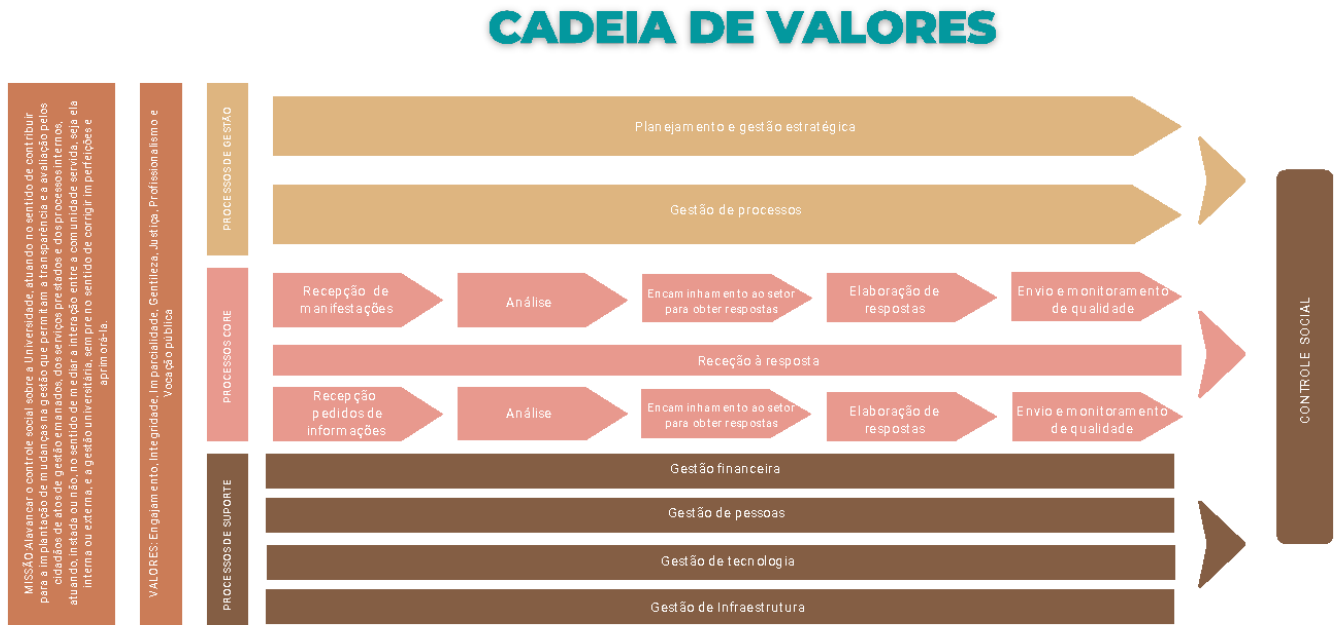 CADEIA DE VALORES
MISSÃO Alavancar o controle social sobre a Universidade, atuando no sentido de contribuir
para a implantação de mudanças na gestão que permitam a transparência e a avaliação pelos
cidadãos de atos de gestão emanados, dos serviços prestados e dos processos internos,
atuando, instada ou não, no sentido de mediar a interação entre a comunidade servida, seja ela
interna ou externa, e a gestão universitária, sempre no sentido de corrigir imperfeições e
aprimorá-la.
VALORES: Engajamento, Integridade, Imparcialidade, Gentileza, Justiça, Profissionalismo e
Vocação pública
PROCESSOS DE GESTÃO
Planejamento e gestão estratégica
Gestão de processos
PROCESSOS CORE
Recepção de
manifestações
Análise
Encaminhamento ao setor
para obter respostas
Elaboração de
respostas
Envio e monitoramento
de qualidade
Receção à resposta
Recepção
pedidos de
informações
Análise
Encaminhamento ao setor
para obter respostas
Elaboração de
respostas
Envio e monitoramento
de qualidade
PROCESSOS DE SUPORTE
Gestão financeira
Gestão de pessoas
Gestão de tecnologia
Gestão de Infraestrutura
CONTROLE SOCIAL